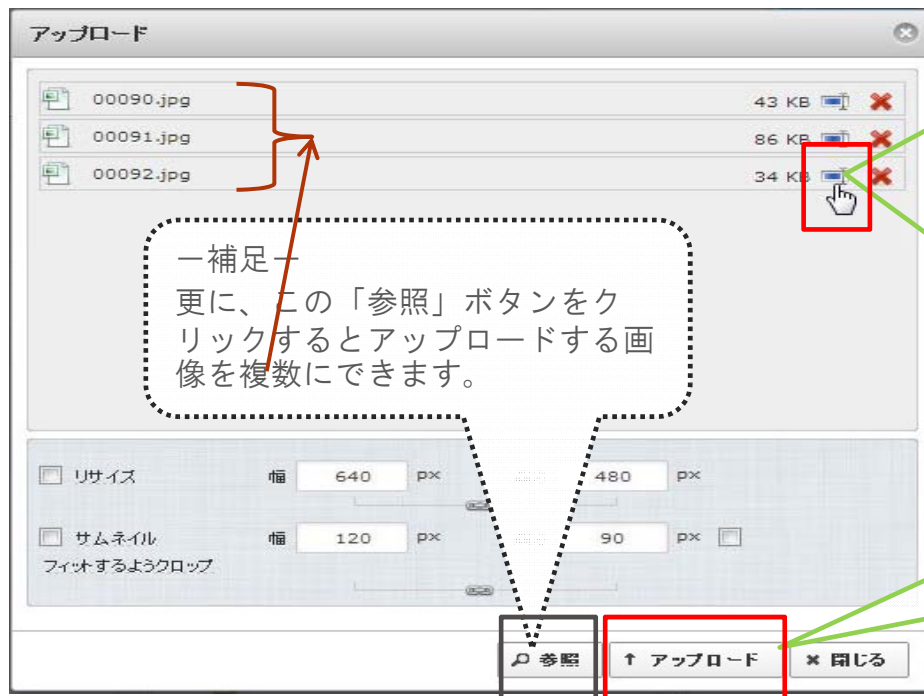 アップロード
00090.jpg 43 KB
00091.jpg 86 KB
00092.jpg 34 KB
ー補足ー
更に、この「参照」ボタンをク
リックするとアップロードする画
像を複数にできます。
リサイズ 幅 640 px 480 px
サムネイル 幅 120 px 90 px
フィットするようクロップ
参照 アップロード 閉じる